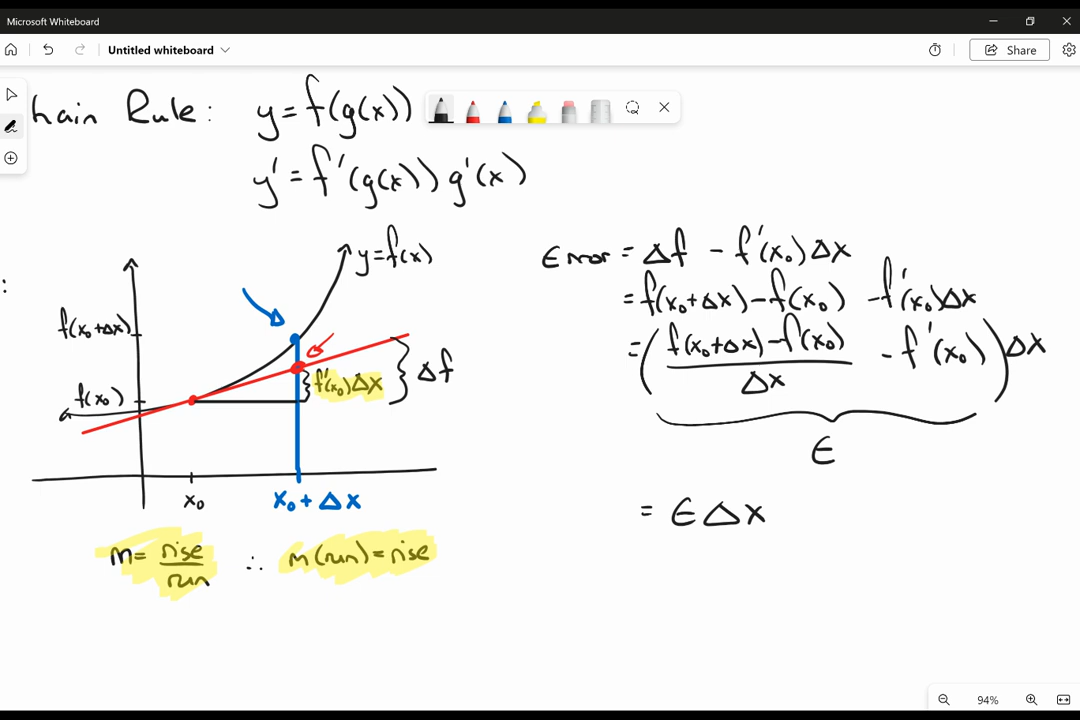 Microsoft Whiteboard
Untitled whiteboard
Share
hain Rule: y=f(g(x))
y'=f'(g(x))g'(x)
:
y=f(x)
f(x₀+Δx)
f(x₀)
f'(x₀)Δx
Δf
x₀
x₀+Δx
m= rise/run ∴ m(run)=rise
Error = Δf - f'(x₀)Δx
= f(x₀+Δx)-f(x₀) - f'(x₀)Δx
= ( (f(x₀+Δx)-f(x₀))/Δx - f'(x₀) ) Δx
ϵ
= ϵΔx
94%